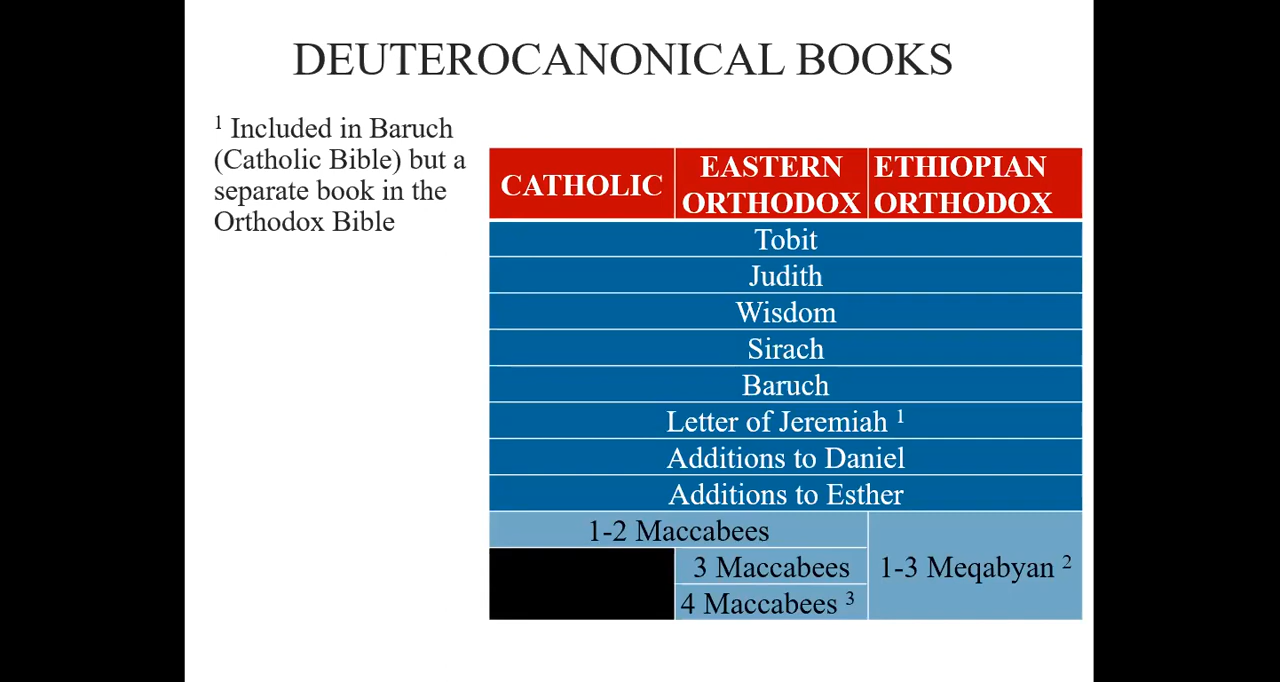 DEUTEROCANONICAL BOOKS
¹ Included in Baruch
(Catholic Bible) but a
separate book in the
Orthodox Bible
CATHOLIC
EASTERN
ORTHODOX
ETHIOPIAN
ORTHODOX
Tobit
Judith
Wisdom
Sirach
Baruch
Letter of Jeremiah ¹
Additions to Daniel
Additions to Esther
1-2 Maccabees
3 Maccabees
4 Maccabees ³
1-3 Meqabyan ²